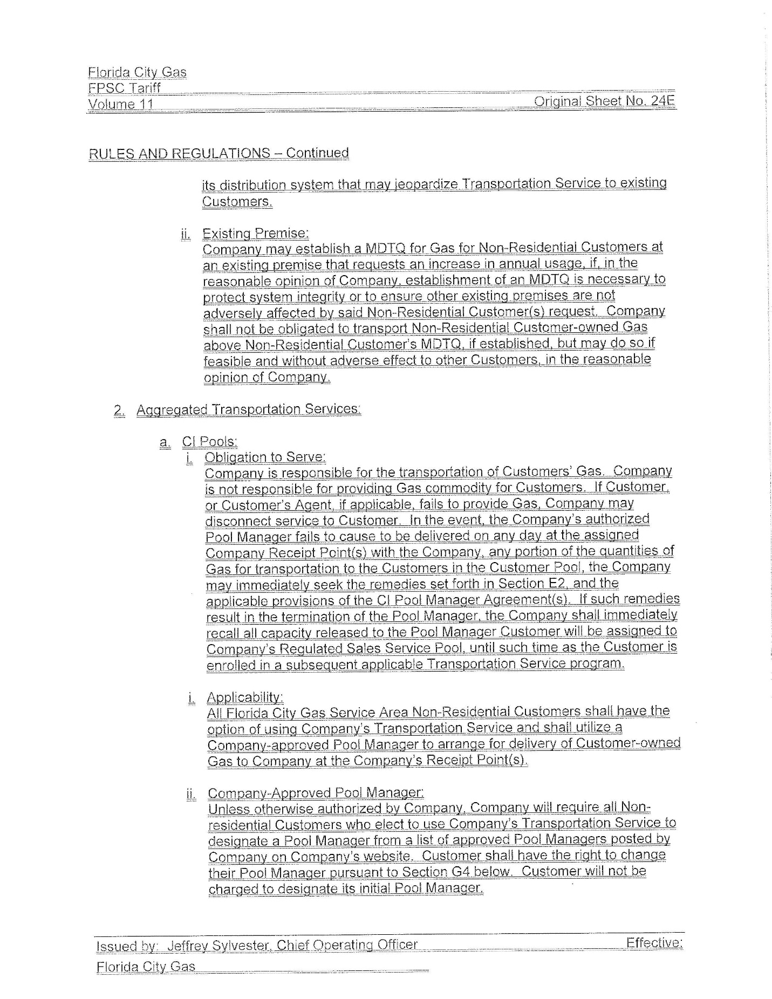 Florida City Gas
FPSC Tariff
Volume 11 Original Sheet No. 24E
RULES AND REGULATIONS – Continued
its distribution system that may jeopardize Transportation Service to existing
Customers.
ii. Existing Premise:
Company may establish a MDTQ for Gas for Non-Residential Customers at
an existing premise that requests an increase in annual usage, if, in the
reasonable opinion of Company, establishment of an MDTQ is necessary to
protect system integrity or to ensure other existing premises are not
adversely affected by said Non-Residential Customer(s) request. Company
shall not be obligated to transport Non-Residential Customer-owned Gas
above Non-Residential Customer's MDTQ, if established, but may do so if
feasible and without adverse effect to other Customers, in the reasonable
opinion of Company.
2. Aggregated Transportation Services:
a. CI Pools:
i. Obligation to Serve:
Company is responsible for the transportation of Customers' Gas. Company
is not responsible for providing Gas commodity for Customers. If Customer,
or Customer's Agent, if applicable, fails to provide Gas, Company may
disconnect service to Customer. In the event, the Company's authorized
Pool Manager fails to cause to be delivered on any day at the assigned
Company Receipt Point(s) with the Company, any portion of the quantities of
Gas for transportation to the Customers in the Customer Pool, the Company
may immediately seek the remedies set forth in Section E2, and the
applicable provisions of the CI Pool Manager Agreement(s). If such remedies
result in the termination of the Pool Manager, the Company shall immediately
recall all capacity released to the Pool Manager Customer will be assigned to
Company's Regulated Sales Service Pool, until such time as the Customer is
enrolled in a subsequent applicable Transportation Service program.
i. Applicability:
All Florida City Gas Service Area Non-Residential Customers shall have the
option of using Company's Transportation Service and shall utilize a
Company-approved Pool Manager to arrange for delivery of Customer-owned
Gas to Company at the Company's Receipt Point(s).
ii. Company-Approved Pool Manager:
Unless otherwise authorized by Company, Company will require all Non-
residential Customers who elect to use Company's Transportation Service to
designate a Pool Manager from a list of approved Pool Managers posted by
Company on Company's website. Customer shall have the right to change
their Pool Manager pursuant to Section G4 below. Customer will not be
charged to designate its initial Pool Manager.
Issued by: Jeffrey Sylvester, Chief Operating Officer Effective:
Florida City Gas